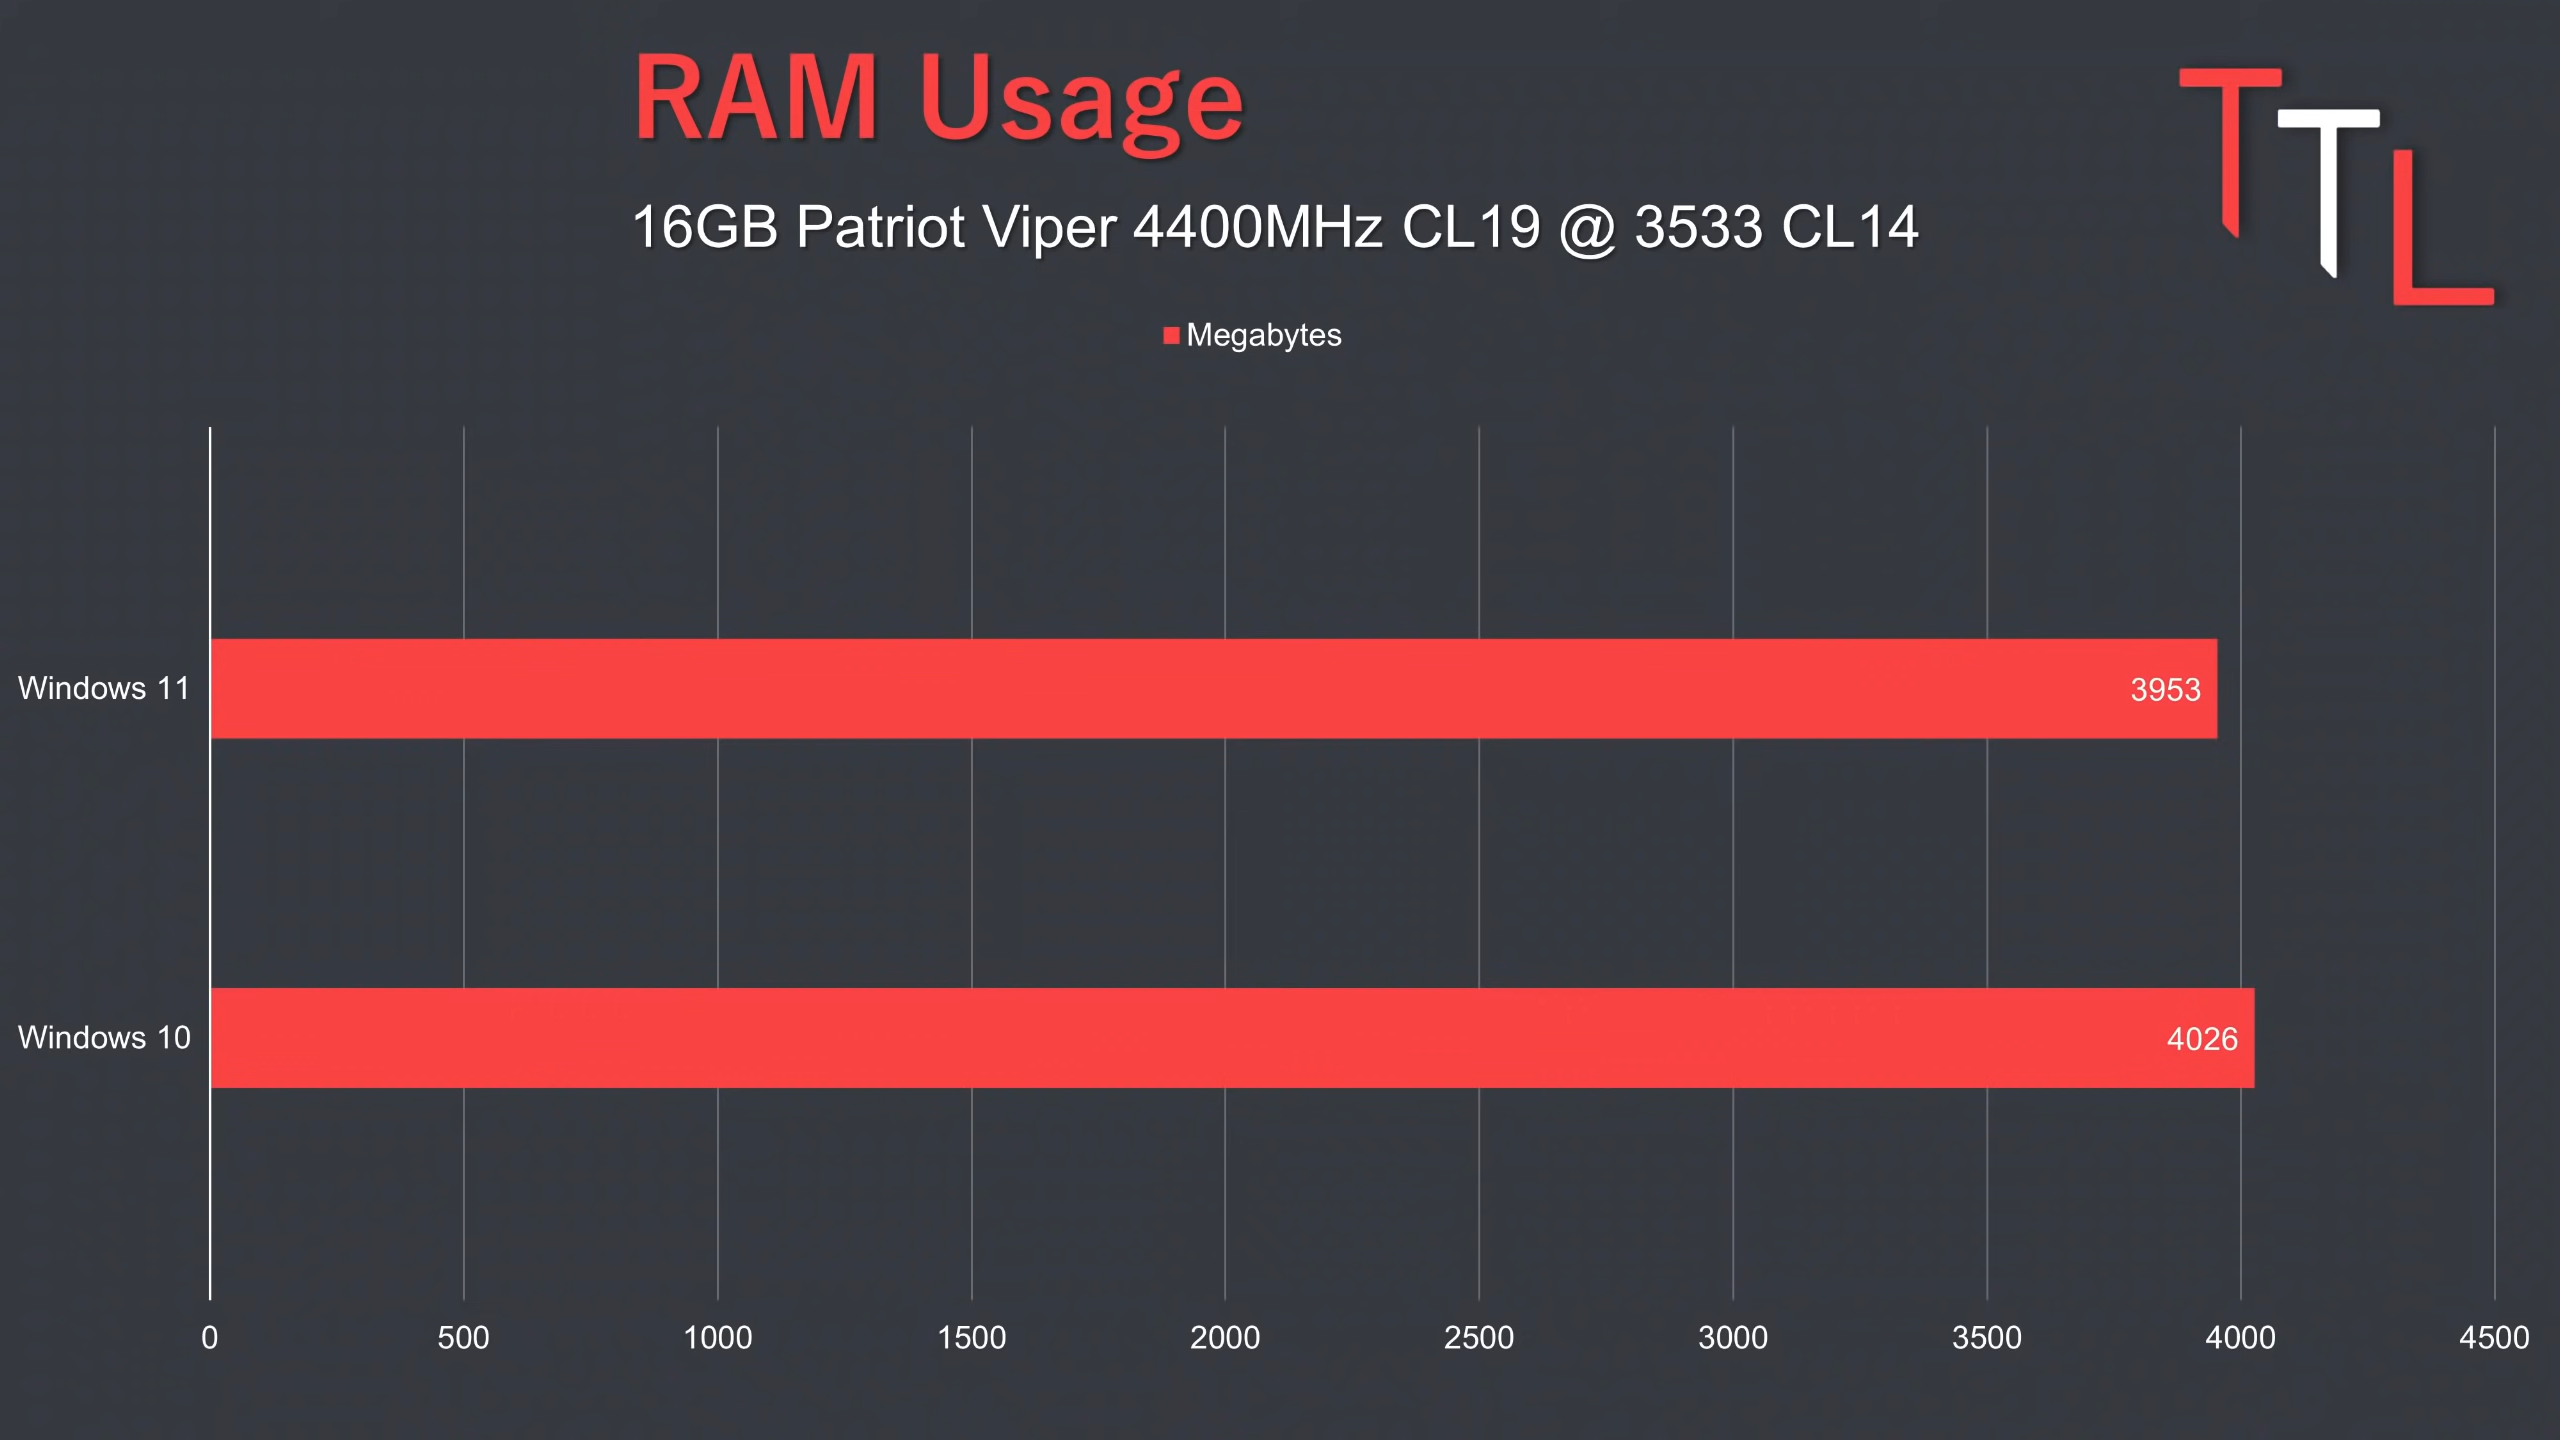 RAM Usage
TTL
16GB Patriot Viper 4400MHz CL19 @ 3533 CL14
Megabytes
Windows 11
3953
Windows 10
4026
0 500 1000 1500 2000 2500 3000 3500 4000 4500